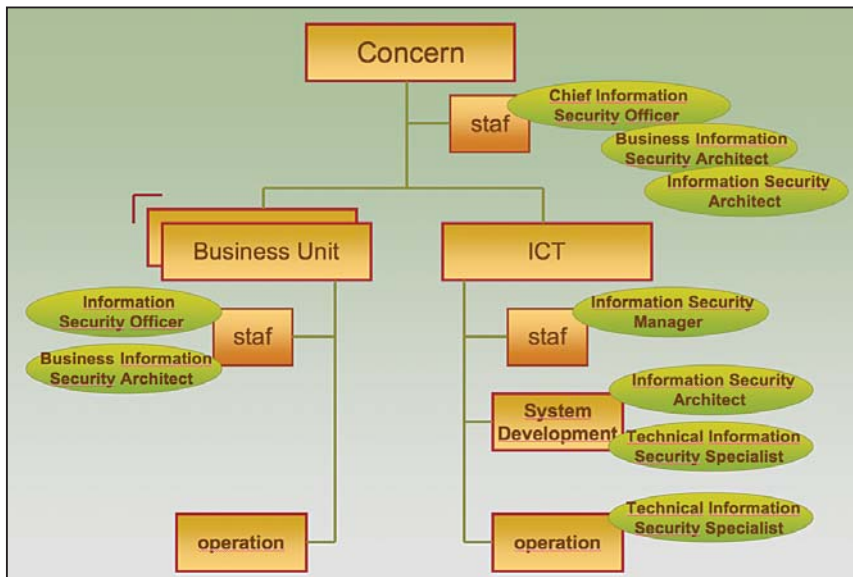 Concern
staf
Chief Information
Security Officer
Business Information
Security Architect
Information Security
Architect
Business Unit
ICT
Information
Security Officer
staf
Business Information
Security Architect
staf
Information Security
Manager
System
Development
Information Security
Architect
Technical Information
Security Specialist
operation
operation
Technical Information
Security Specialist